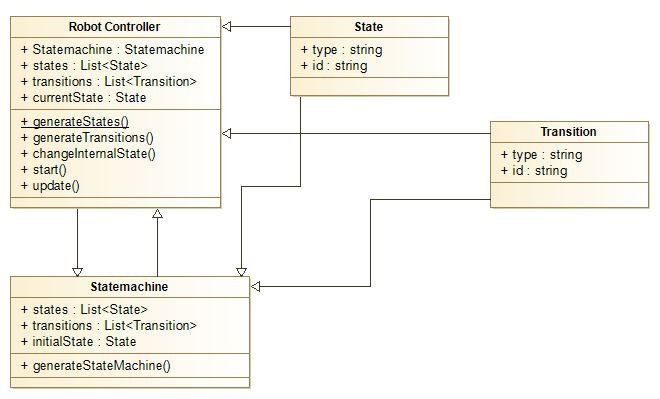 Robot Controller
+ Statemachine : Statemachine
+ states : List<State>
+ transitions : List<Transition>
+ currentState : State
+ generateStates()
+ generateTransitions()
+ changeInternalState()
+ start()
+ update()
State
+ type : string
+ id : string
Transition
+ type : string
+ id : string
Statemachine
+ states : List<State>
+ transitions : List<Transition>
+ initialState : State
+ generateStateMachine()